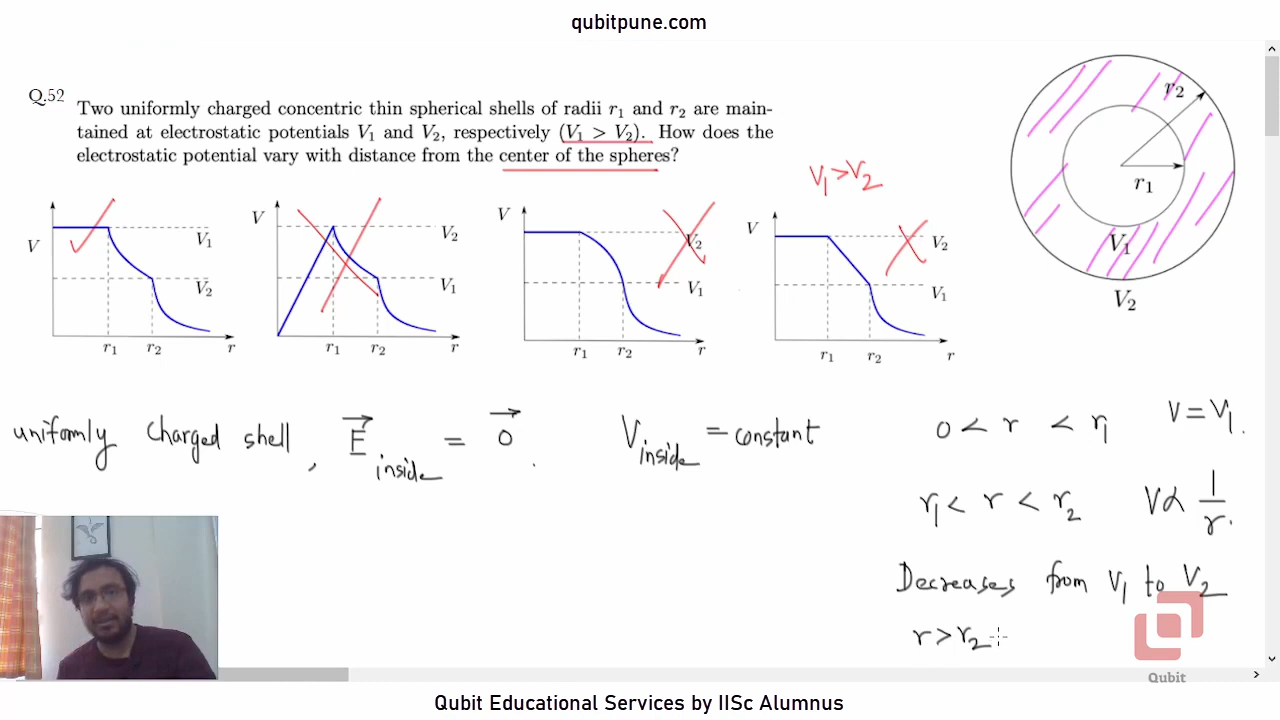 qubitpune.com
Q.52
Two uniformly charged concentric thin spherical shells of radii r₁ and r₂ are main-
tained at electrostatic potentials V₁ and V₂, respectively (V₁ > V₂). How does the
electrostatic potential vary with distance from the center of the spheres?
r₂
r₁
V₁
V₂
V₁ > V₂
V V₁ V₂ r₁ r₂ r
V V₂ V₁ r₁ r₂ r
V V₂ V₁ r₁ r₂ r
V V₂ V₁ r₁ r₂ r
uniformly charged shell, E⃗ inside = 0⃗. V inside = constant
0 < r < r₁ V = V₁.
r₁ < r < r₂ V ∝ 1/r.
Decreases from V₁ to V₂
r > r₂
Qubit
Qubit Educational Services by IISc Alumnus